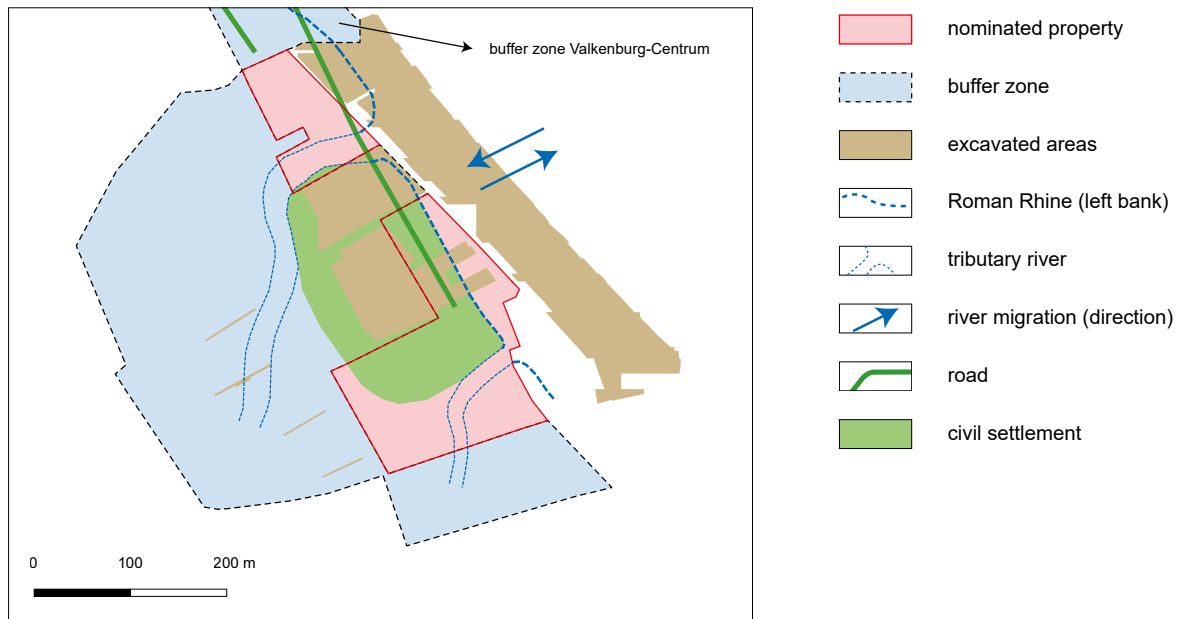 buffer zone Valkenburg-Centrum
0 100 200 m
nominated property
buffer zone
excavated areas
Roman Rhine (left bank)
tributary river
river migration (direction)
road
civil settlement